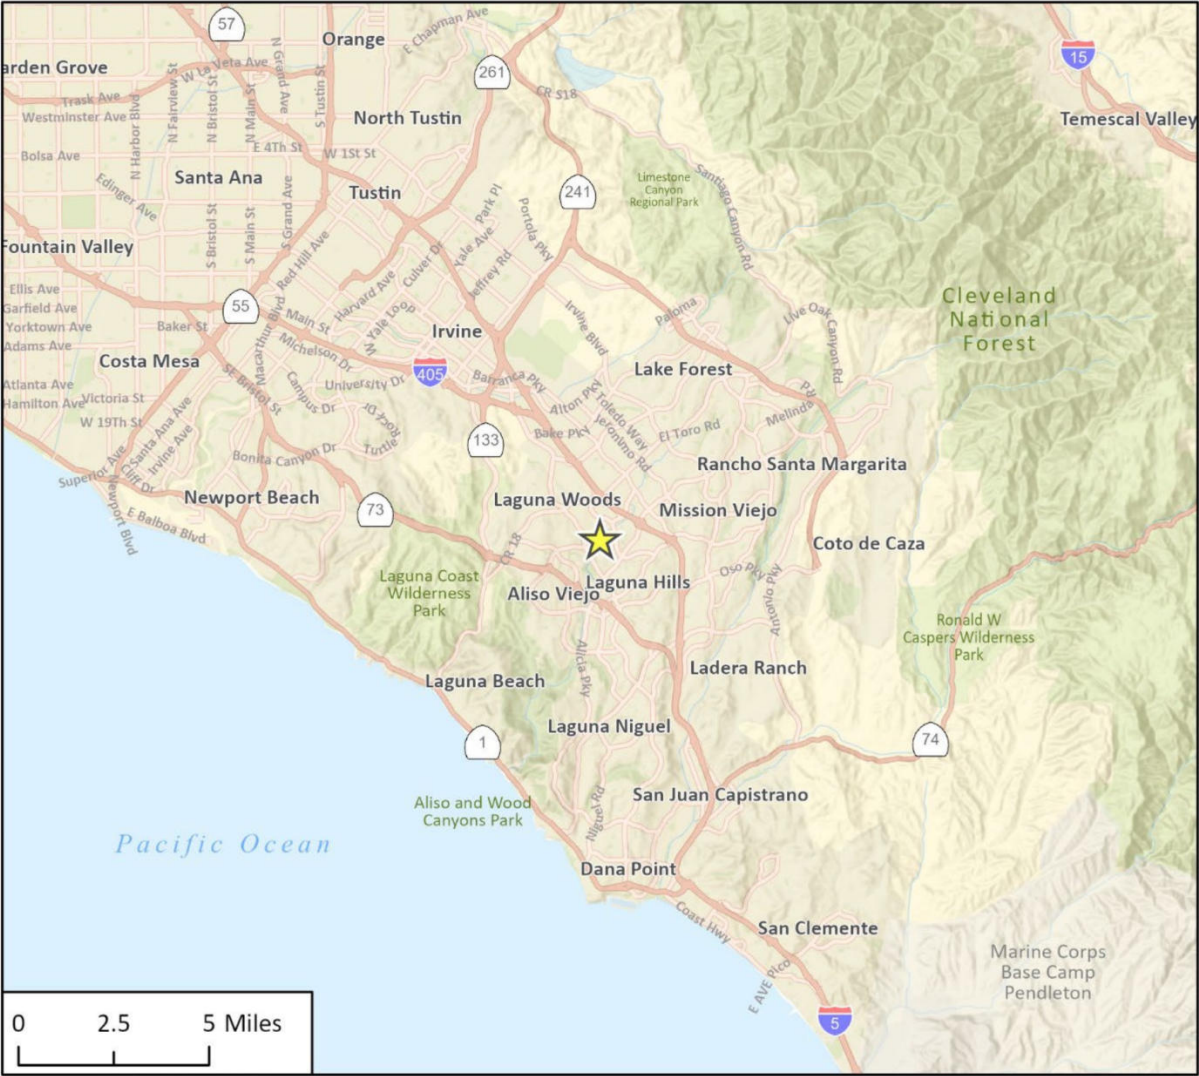 57
Orange
E Chapman Ave
15
arden Grove
W La Veta Ave
N Grand Ave
261
CR S18
Trask Ave
Westminster Ave
N Harbor Blvd
N Fairview St
N Bristol St
N Main St
S Tustin St
North Tustin
Temescal Valley
Bolsa Ave
E 4Th St
W 1St St
Santa Ana
Tustin
Edinger Ave
241
Limestone
Canyon
Regional Park
Santiago Canyon Rd
Park Pl
Portola Pky
Fountain Valley
S Bristol St
S Main St
S Grand Ave
Red Hill Ave
Culver Dr
Yale Ave
Jeffrey Rd
Ellis Ave
Garfield Ave
Yorktown Ave
Adams Ave
55
Baker St
Macarthur Blvd
Main St
Harvard Ave
W Yale Loop
Irvine
Irvine Blvd
Paloma
Live Oak Canyon Rd
Cleveland
National
Forest
Costa Mesa
Michelson Dr
405
Barranca Pky
Lake Forest
Atlanta Ave
Hamilton Ave
Victoria St
W 19Th St
SE Bristol St
Campus Dr
University Dr
Alton Pky
Toledo Way
Jeronimo Rd
Melinda Rd
Turtle Rock Dr
133
Bake Pky
El Toro Rd
Superior Ave
Cliff Dr
Santa Ana Ave
Irvine Ave
Bonita Canyon Dr
Rancho Santa Margarita
Newport Beach
Newport Blvd
E Balboa Blvd
73
Laguna Woods
Mission Viejo
CR 18
Coto de Caza
Laguna Coast
Wilderness
Park
Aliso Viejo
Laguna Hills
Oso Pky
Antonio Pky
Ronald W
Caspers Wilderness
Park
Alicia Pky
Laguna Beach
Ladera Ranch
Laguna Niguel
1
74
Aliso and Wood
Canyons Park
San Juan Capistrano
Niguel Rd
Pacific Ocean
Dana Point
Coast Hwy
San Clemente
E AVE Pico
Marine Corps
Base Camp
Pendleton
5
0 2.5 5 Miles